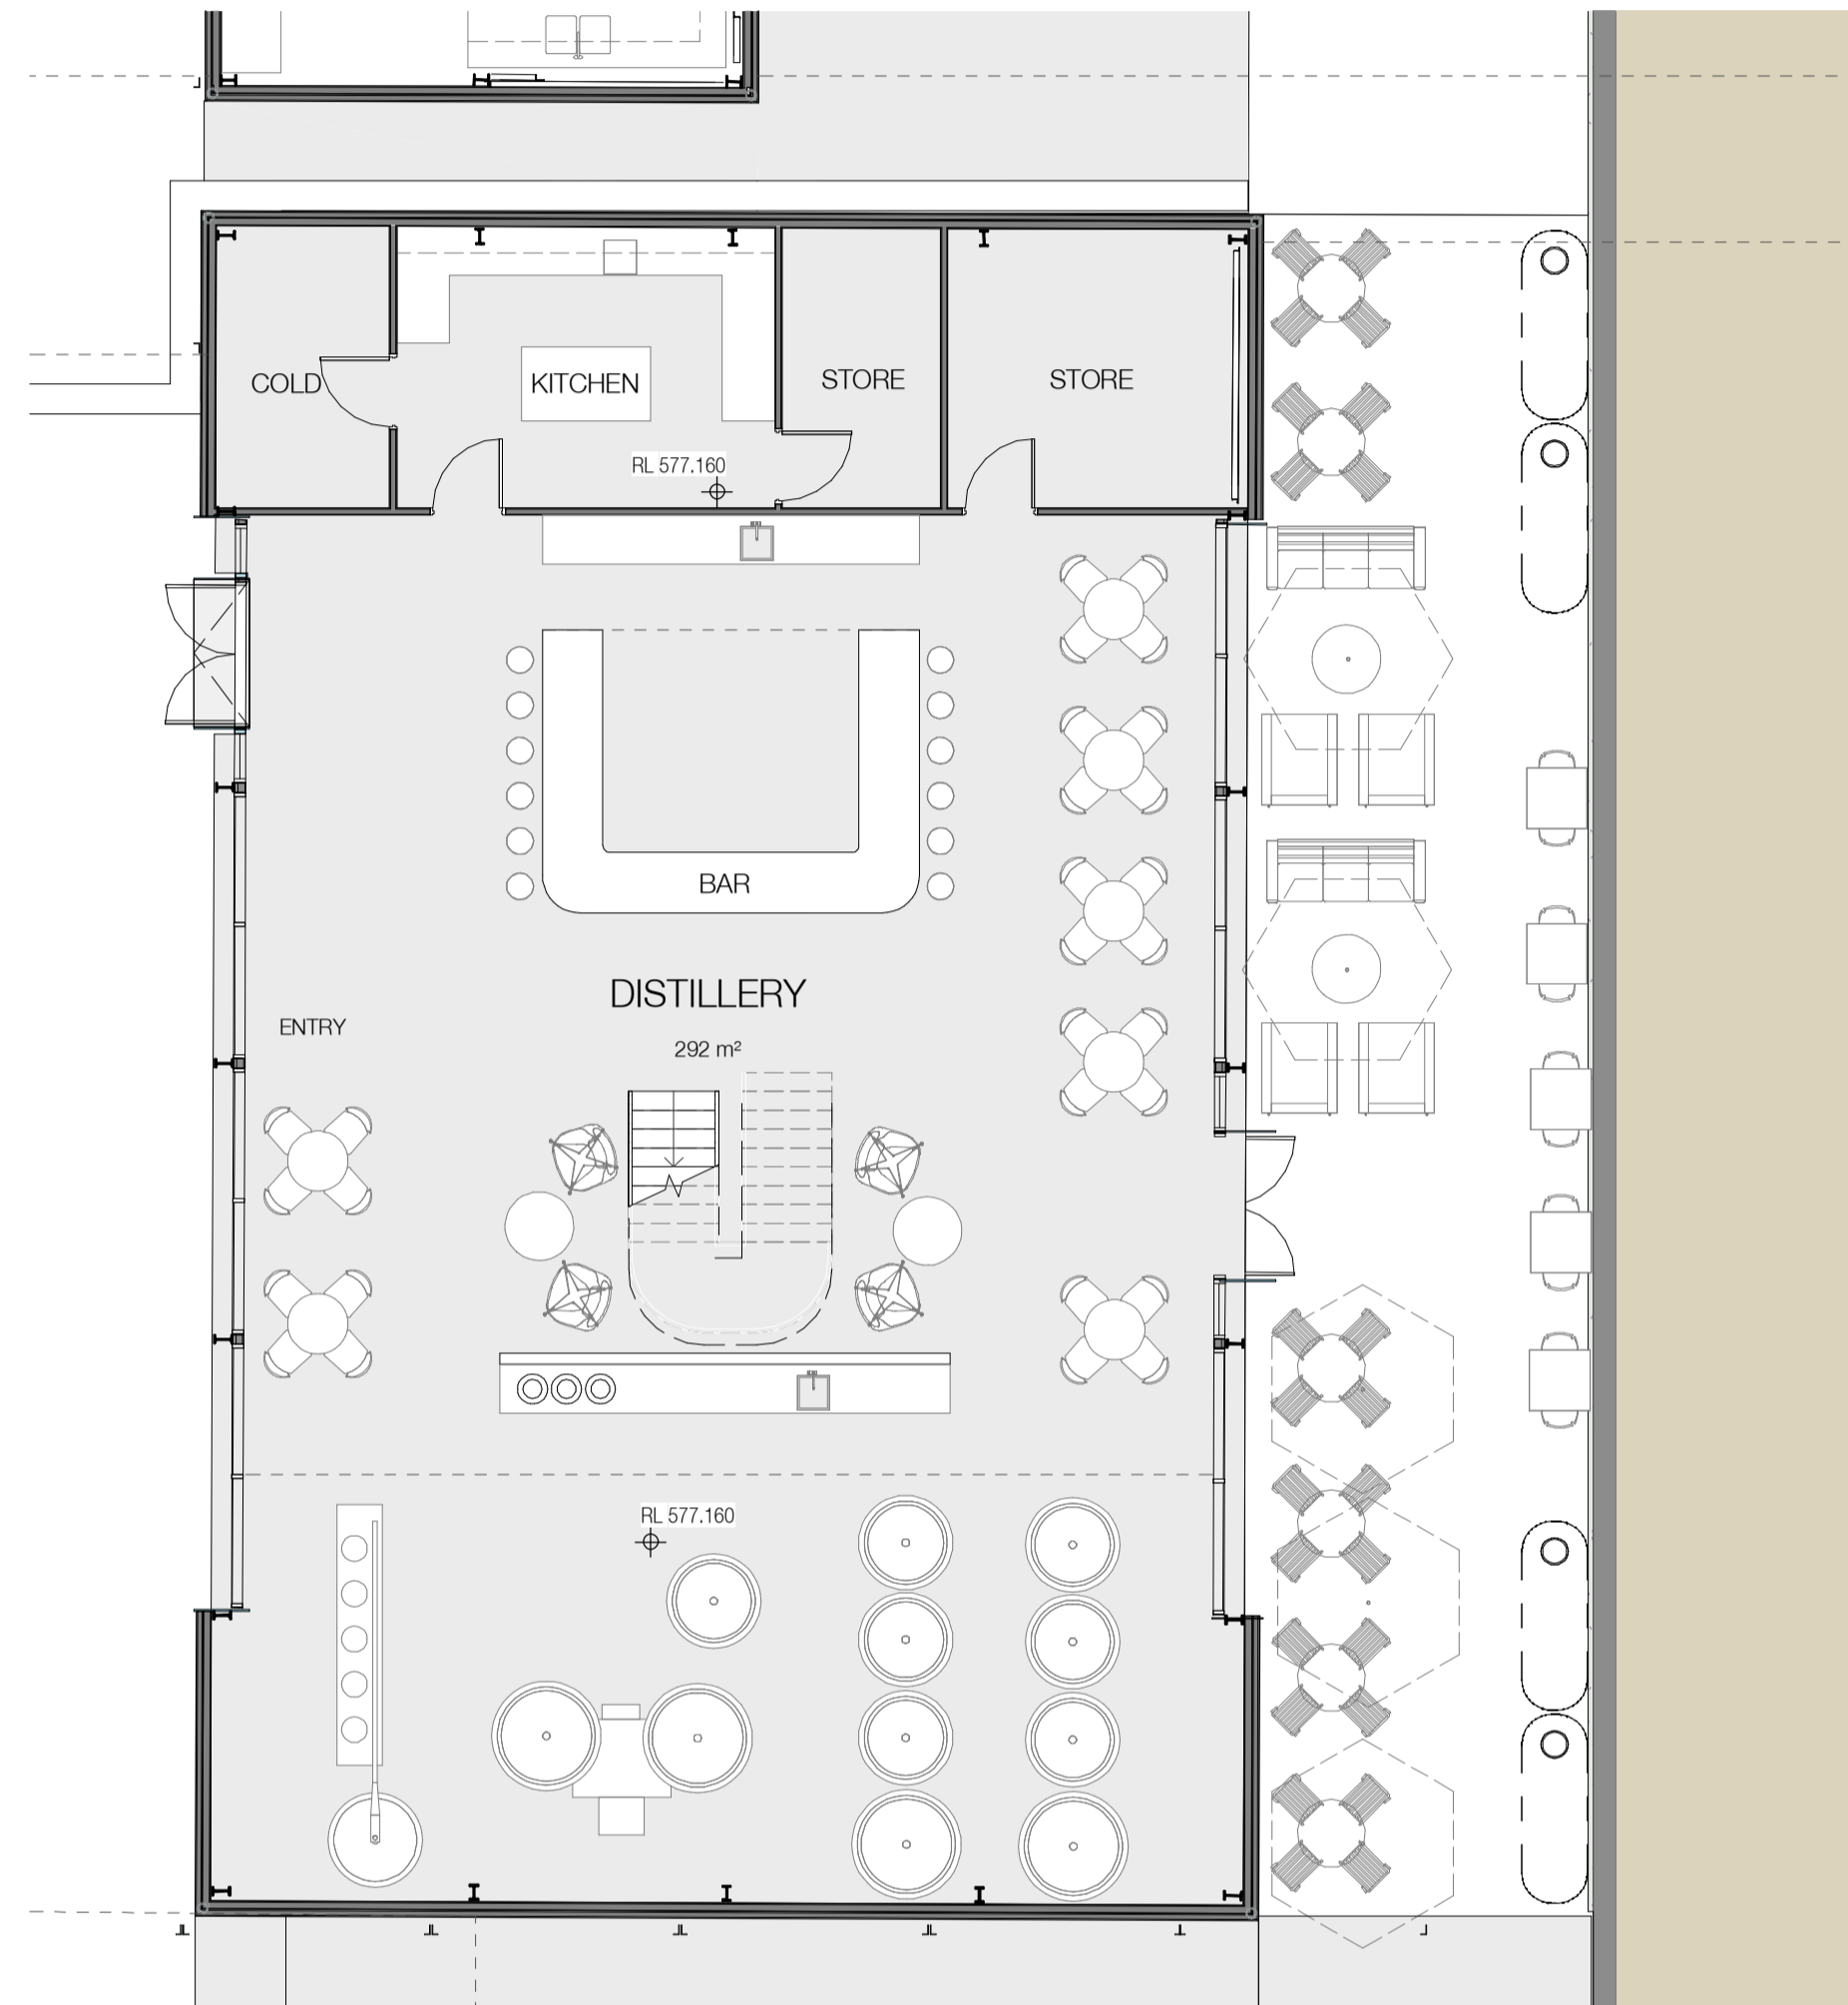 COLD
KITCHEN
STORE
STORE
RL 577.160
BAR
DISTILLERY
ENTRY
292 m²
RL 577.160